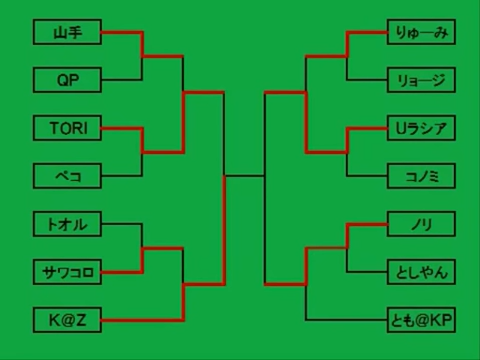 山手
QP
TORI
ペコ
トオル
サワコロ
K@Z
りゅーみ
リョージ
Uラシア
コノミ
ノリ
としやん
とも@KP